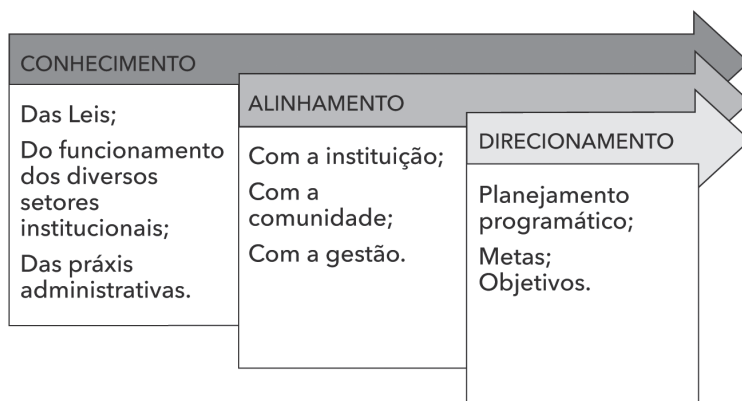 CONHECIMENTO
Das Leis;
Do funcionamento
dos diversos
setores
institucionais;
Das práxis
administrativas.
ALINHAMENTO
Com a instituição;
Com a
comunidade;
Com a gestão.
DIRECIONAMENTO
Planejamento
programático;
Metas;
Objetivos.